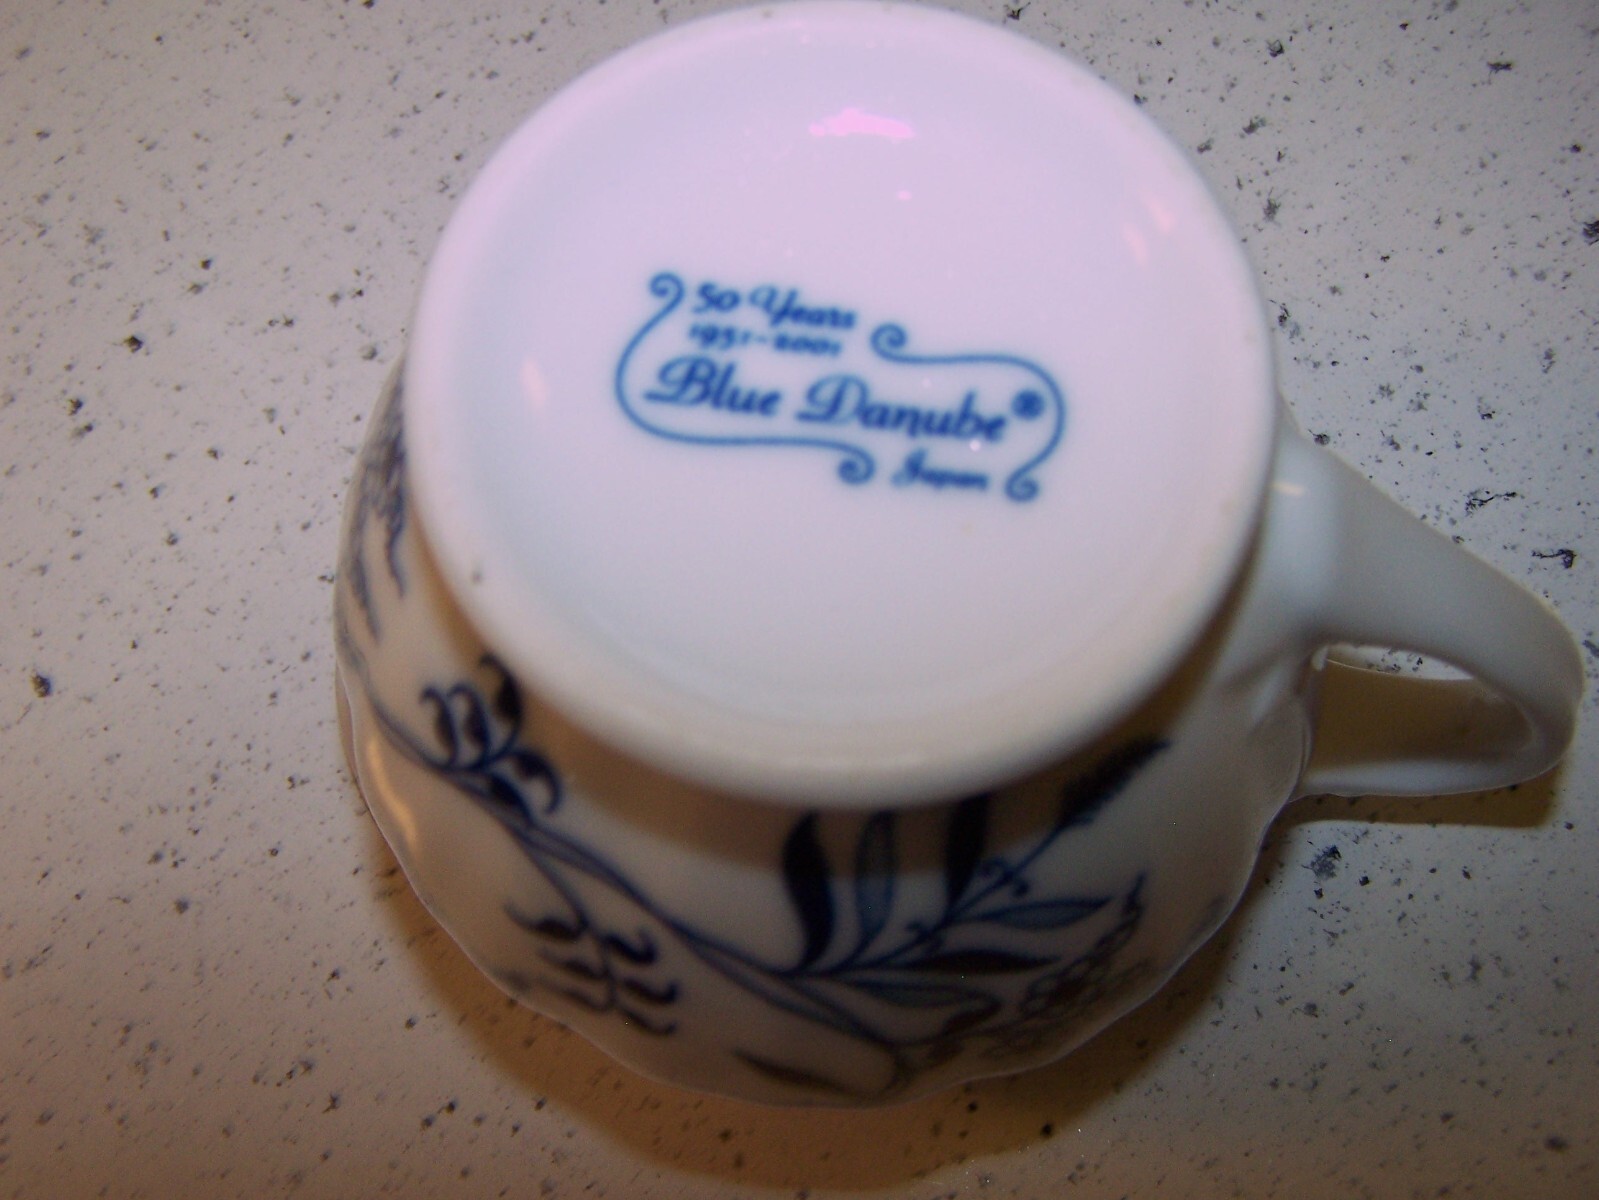 50 Years
1951-2001
Blue Danube®
Japan